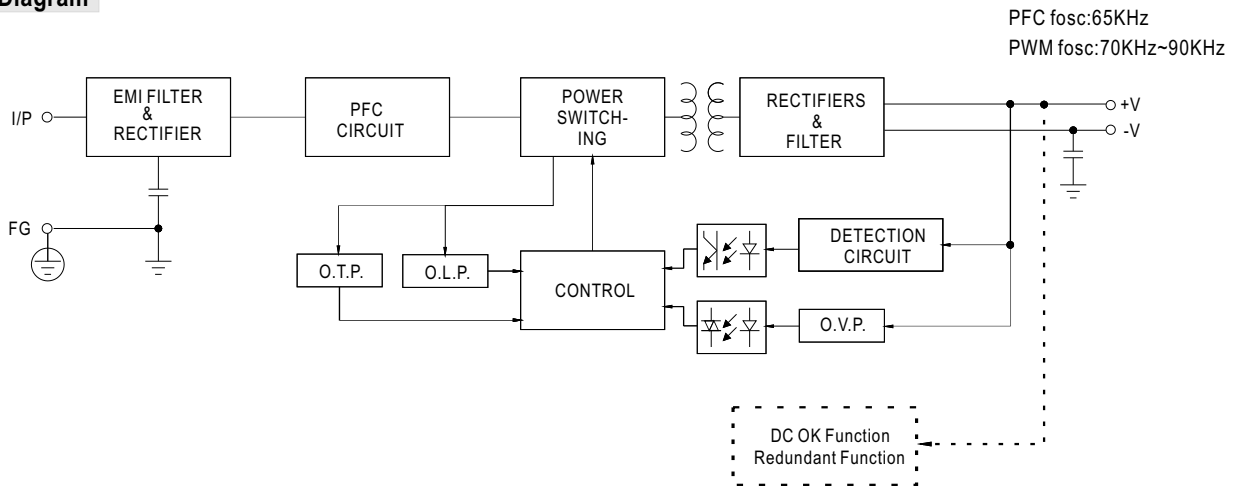 Diagram
PFC fosc:65KHz
PWM fosc:70KHz~90KHz
I/P
EMI FILTER
&
RECTIFIER
PFC
CIRCUIT
POWER
SWITCH-
ING
RECTIFIERS
&
FILTER
+V
-V
FG
O.T.P.
O.L.P.
CONTROL
DETECTION
CIRCUIT
O.V.P.
DC OK Function
Redundant Function